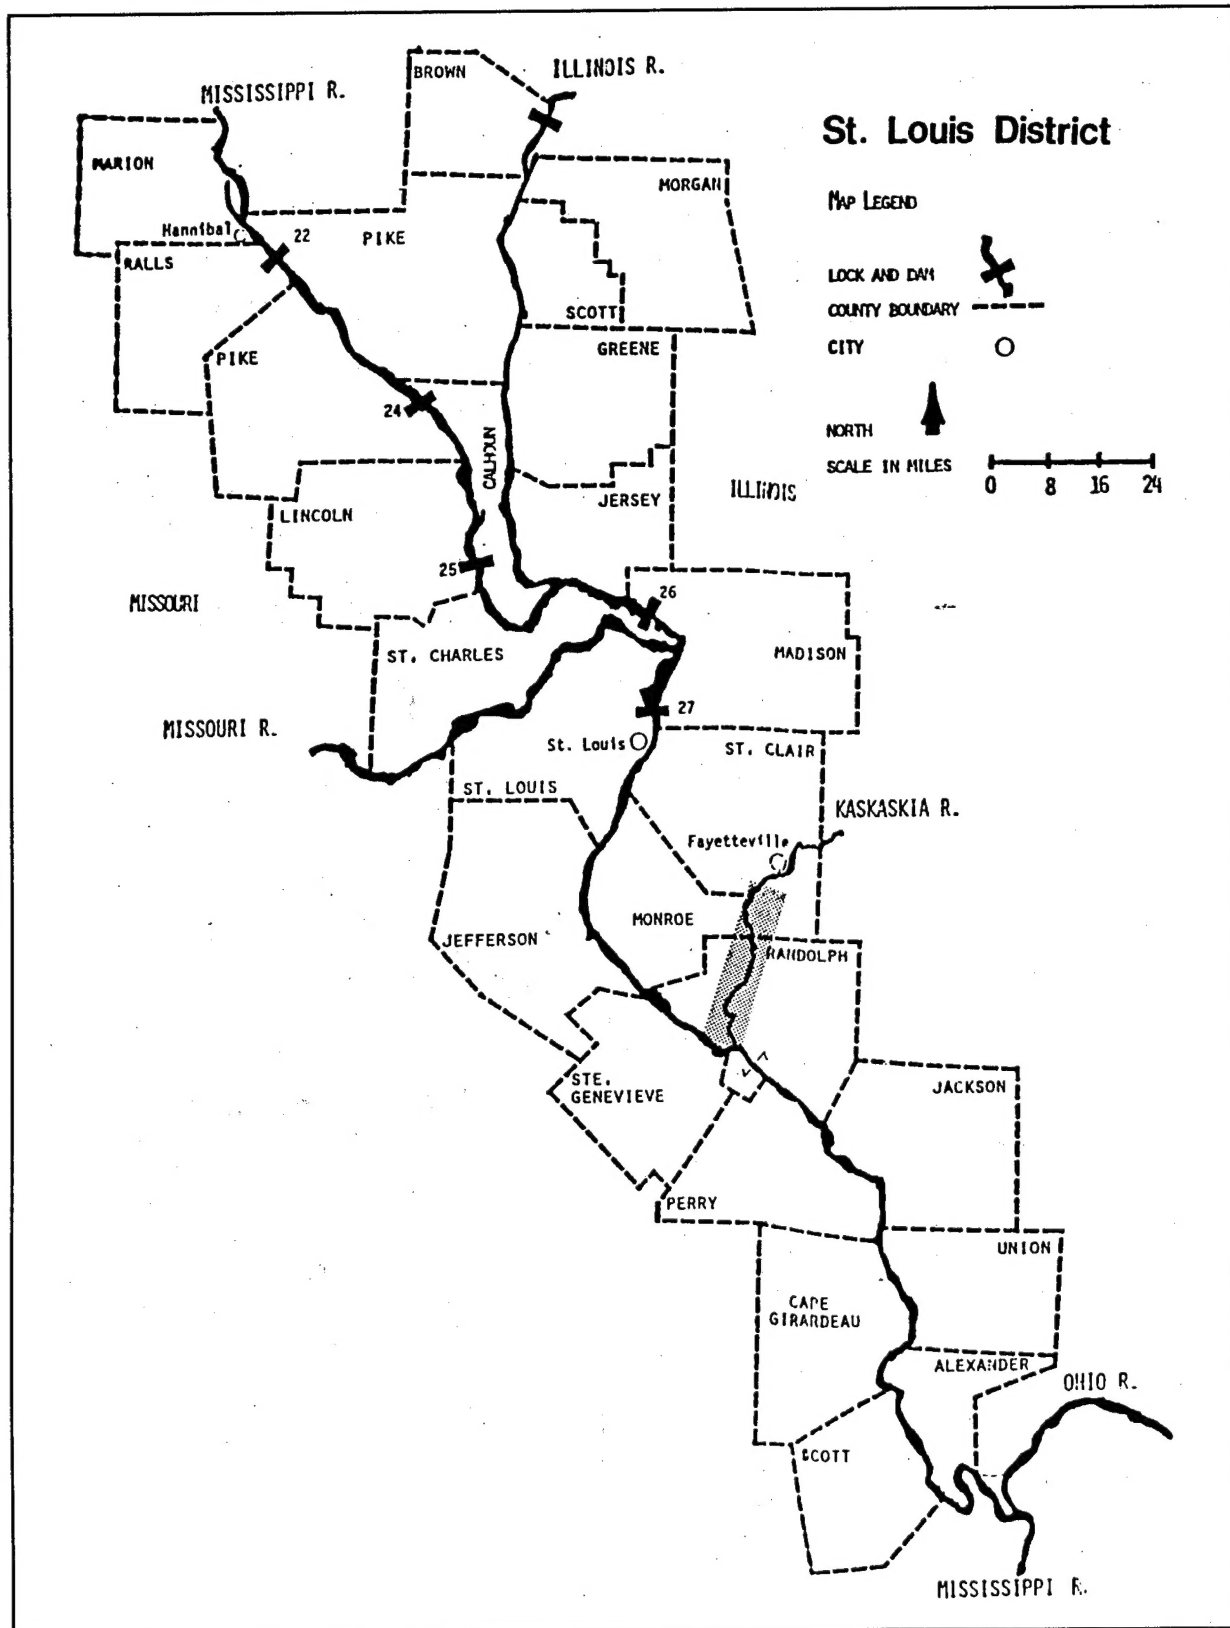 BROWN
ILLINOIS R.
MISSISSIPPI R.
St. Louis District
MARION
MORGAN
MAP LEGEND
Hannibal
22
PIKE
RALLS
LOCK AND DAM
COUNTY BOUNDARY
SCOTT
GREENE
CITY
PIKE
24
NORTH
CALHOUN
SCALE IN MILES
0 8 16 24
JERSEY
ILLINOIS
LINCOLN
25
26
MISSOURI
ST. CHARLES
MADISON
27
MISSOURI R.
St. Louis
ST. CLAIR
ST. LOUIS
KASKASKIA R.
Fayetteville
MONROE
JEFFERSON
RANDOLPH
STE.
GENEVIEVE
JACKSON
PERRY
UNION
CAPE
GIRARDEAU
ALEXANDER
OHIO R.
SCOTT
MISSISSIPPI R.